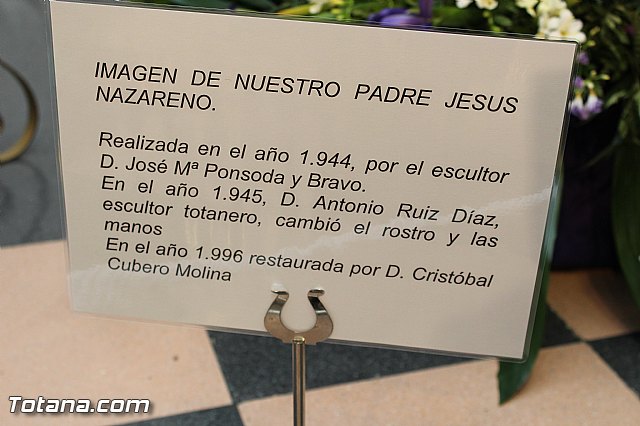 IMAGEN DE NUESTRO PADRE JESUS
NAZARENO.
Realizada en el año 1.944, por el escultor
D. José Mª Ponsoda y Bravo.
En el año 1.945, D. Antonio Ruiz Díaz,
escultor totanero, cambió el rostro y las
manos
En el año 1.996 restaurada por D. Cristóbal
Cubero Molina
Totana.com